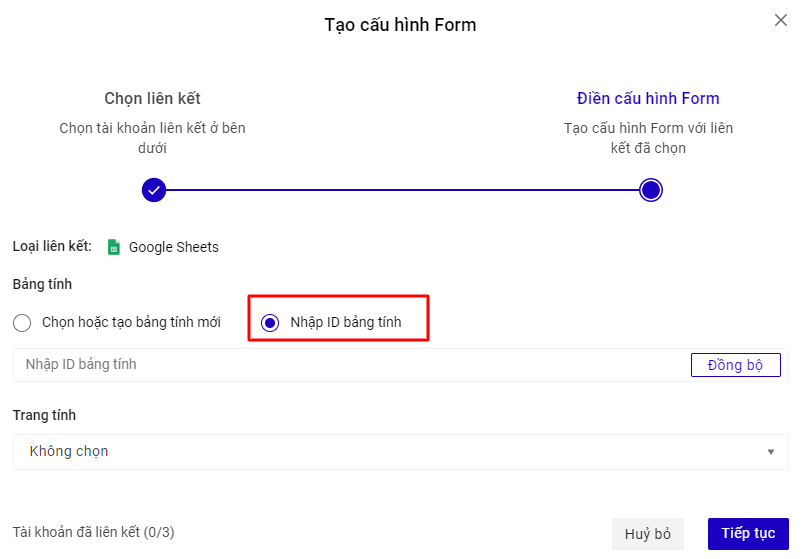 Tạo cấu hình Form
Chọn liên kết
Chọn tài khoản liên kết ở bên
dưới
Điền cấu hình Form
Tạo cấu hình Form với liên
kết đã chọn
Loại liên kết: Google Sheets
Bảng tính
Chọn hoặc tạo bảng tính mới Nhập ID bảng tính
Nhập ID bảng tính Đồng bộ
Trang tính
Không chọn
Tài khoản đã liên kết (0/3) Huỷ bỏ Tiếp tục